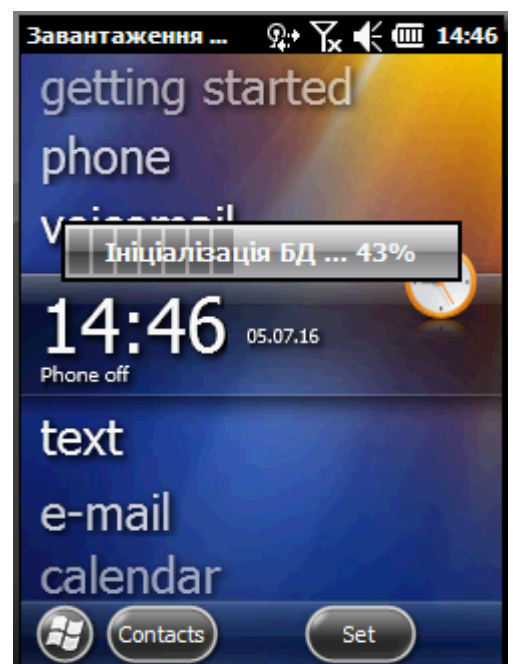 Завантаження ... 14:46
getting started
phone
voicemail
Ініціалізація БД ... 43%
14:46 05.07.16
Phone off
text
e-mail
calendar
Contacts Set